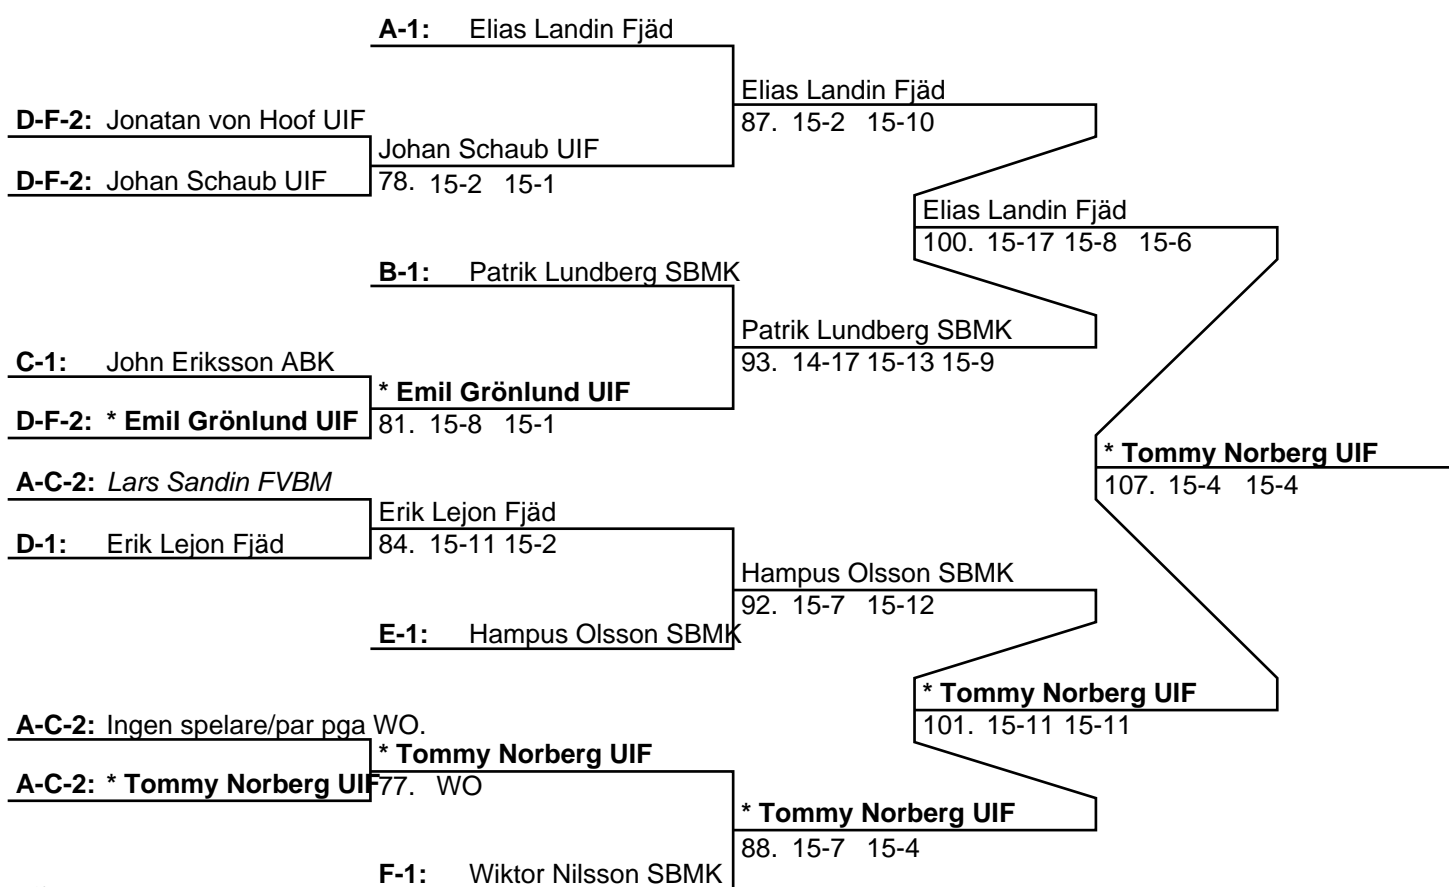 A-1: Elias Landin Fjäd
Elias Landin Fjäd
87. 15-2 15-10
D-F-2: Jonatan von Hoof UIF
Johan Schaub UIF
D-F-2: Johan Schaub UIF
78. 15-2 15-1
Elias Landin Fjäd
100. 15-17 15-8 15-6
B-1: Patrik Lundberg SBMK
Patrik Lundberg SBMK
93. 14-17 15-13 15-9
C-1: John Eriksson ABK
* Emil Grönlund UIF
D-F-2: * Emil Grönlund UIF
81. 15-8 15-1
* Tommy Norberg UIF
107. 15-4 15-4
A-C-2: Lars Sandin FVBM
Erik Lejon Fjäd
D-1: Erik Lejon Fjäd
84. 15-11 15-2
Hampus Olsson SBMK
92. 15-7 15-12
E-1: Hampus Olsson SBMK
* Tommy Norberg UIF
101. 15-11 15-11
A-C-2: Ingen spelare/par pga WO.
* Tommy Norberg UIF
A-C-2: * Tommy Norberg UIF
77. WO
* Tommy Norberg UIF
88. 15-7 15-4
F-1: Wiktor Nilsson SBMK